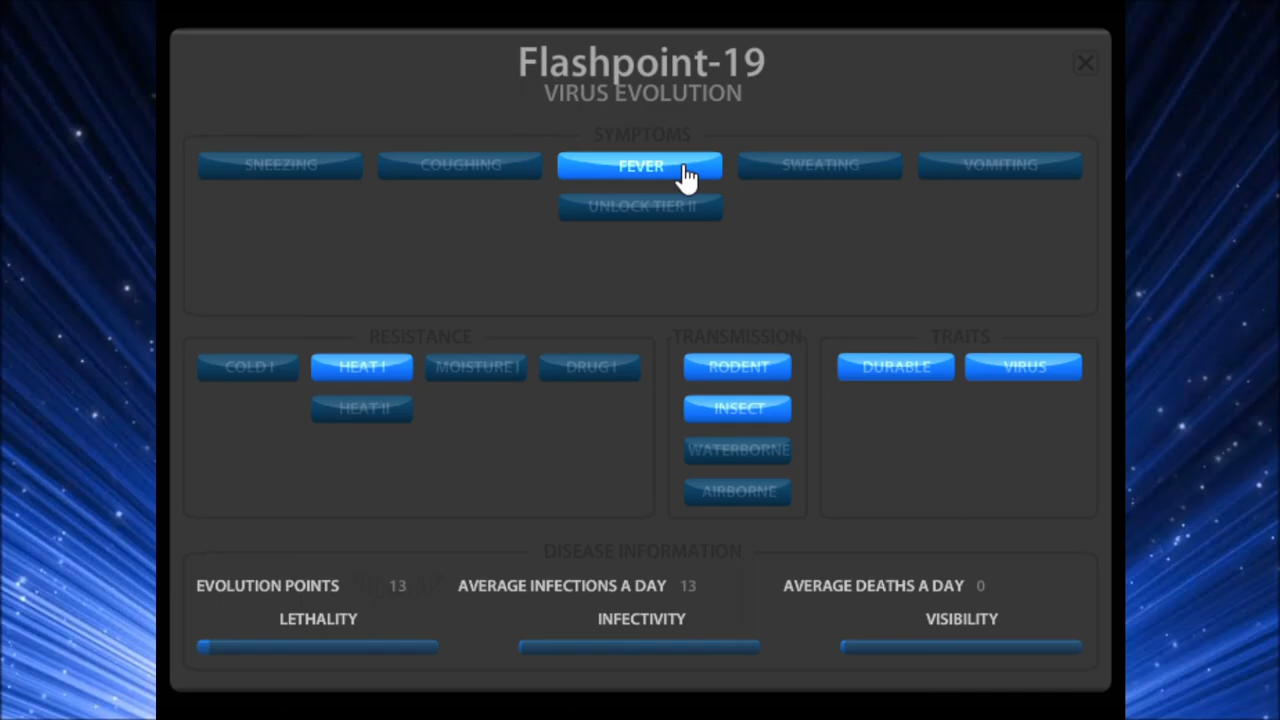 Flashpoint-19
VIRUS EVOLUTION
SYMPTOMS
SNEEZING COUGHING FEVER SWEATING VOMITING
UNLOCK TIER II
RESISTANCE TRANSMISSION TRAITS
COLD I HEAT I MOISTURE I DRUG I RODENT DURABLE VIRUS
HEAT II INSECT
WATERBORNE
AIRBORNE
DISEASE INFORMATION
EVOLUTION POINTS 13 AVERAGE INFECTIONS A DAY 13 AVERAGE DEATHS A DAY 0
LETHALITY INFECTIVITY VISIBILITY